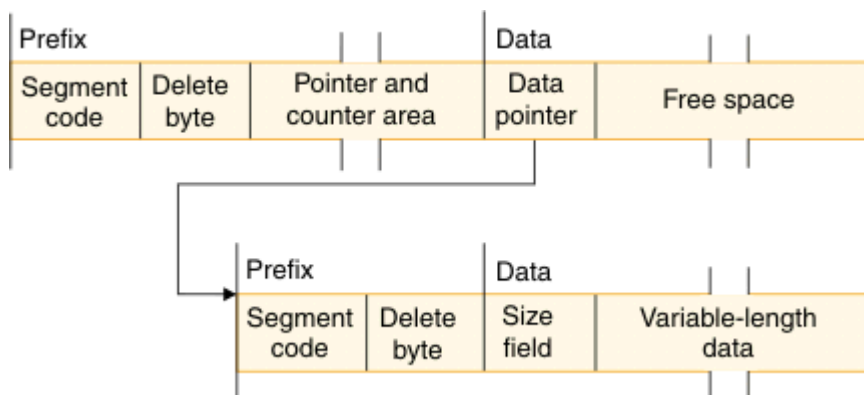 Prefix
Data
Segment code
Delete byte
Pointer and counter area
Data pointer
Free space
Prefix
Data
Segment code
Delete byte
Size field
Variable-length data